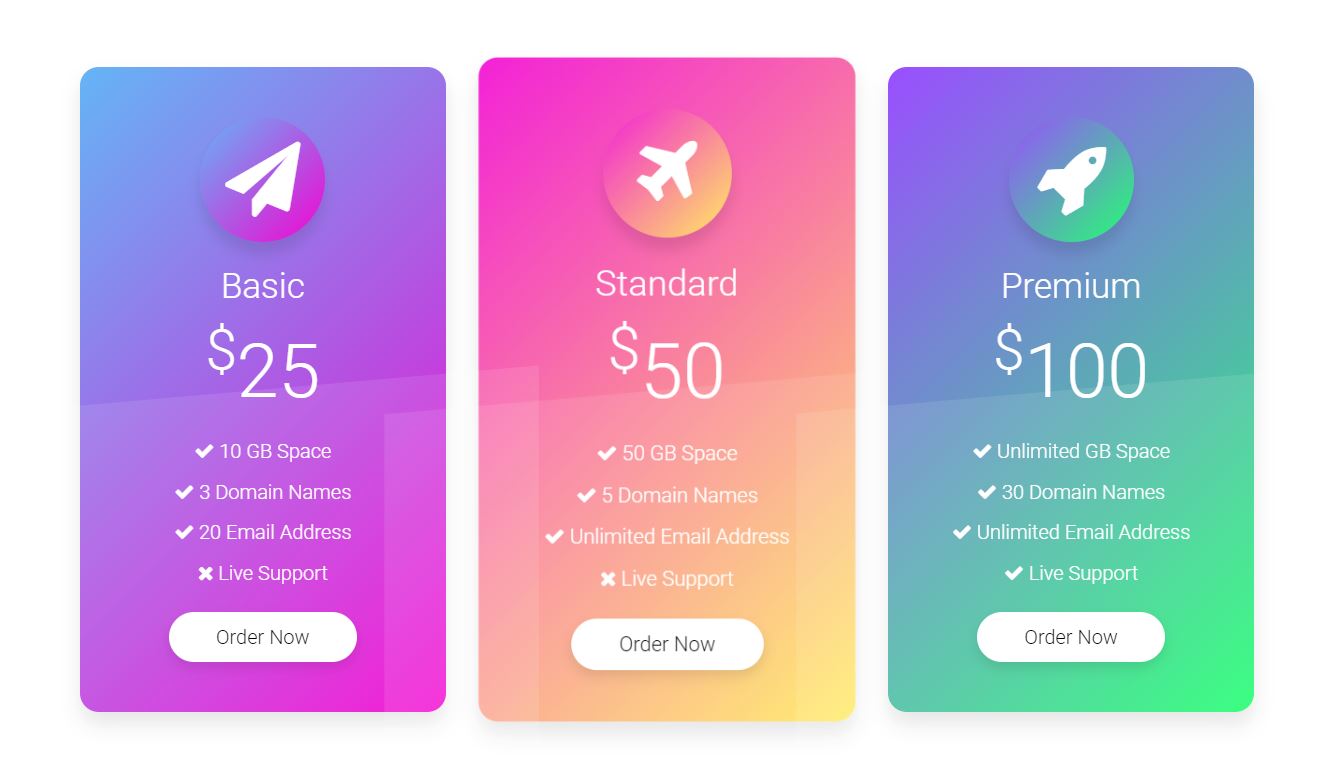 Basic
$25
✔ 10 GB Space
✔ 3 Domain Names
✔ 20 Email Address
✖ Live Support
Order Now
Standard
$50
✔ 50 GB Space
✔ 5 Domain Names
✔ Unlimited Email Address
✖ Live Support
Order Now
Premium
$100
✔ Unlimited GB Space
✔ 30 Domain Names
✔ Unlimited Email Address
✔ Live Support
Order Now